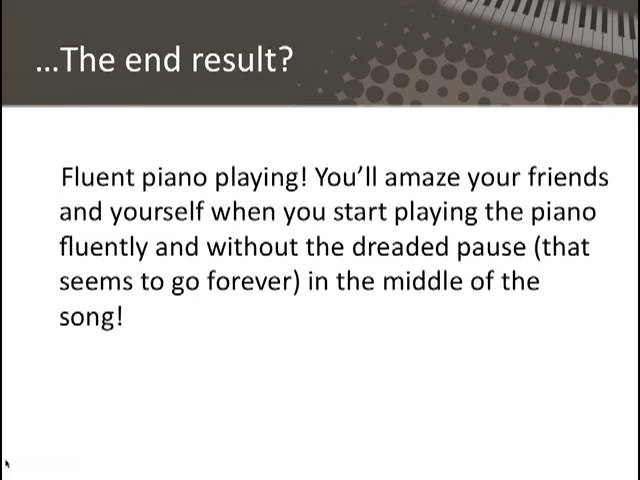 ...The end result?
Fluent piano playing! You’ll amaze your friends
and yourself when you start playing the piano
fluently and without the dreaded pause (that
seems to go forever) in the middle of the
song!